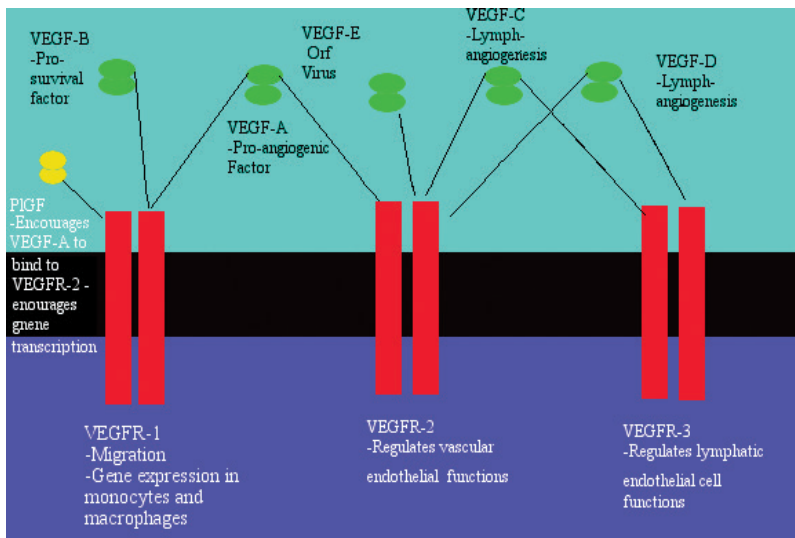 VEGF-B
-Pro-
survival
factor
VEGF-A
-Pro-angiogenic
Factor
VEGF-E
Orf
Virus
VEGF-C
-Lymph-
angiogenesis
VEGF-D
-Lymph-
angiogenesis
PlGF
-Encourages
VEGF-A to
bind to
VEGFR-2 -
enourages
gnene
transcription
VEGFR-1
-Migration
-Gene expression in
monocytes and
macrophages
VEGFR-2
-Regulates vascular
endothelial functions
VEGFR-3
-Regulates lymphatic
endothelial cell
functions